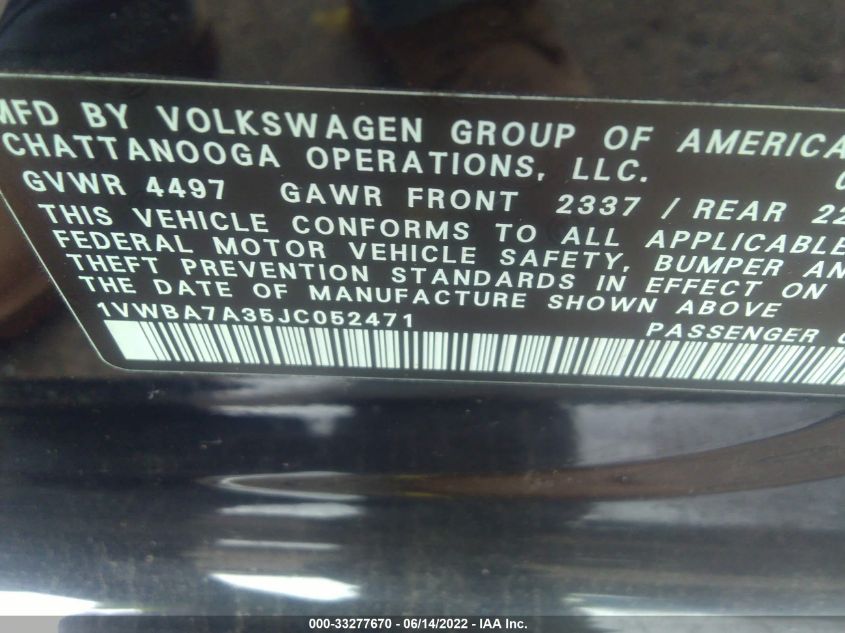 MFD BY VOLKSWAGEN GROUP OF AMERICA
CHATTANOOGA OPERATIONS, LLC.
GVWR 4497 GAWR FRONT 2337 / REAR 22
THIS VEHICLE CONFORMS TO ALL APPLICABLE
FEDERAL MOTOR VEHICLE SAFETY, BUMPER AN
THEFT PREVENTION STANDARDS IN EFFECT ON
THE DATE OF MANUFACTURE SHOWN ABOVE
1VWBA7A35JC052471 PASSENGER
000-33277670 - 06/14/2022 - IAA Inc.